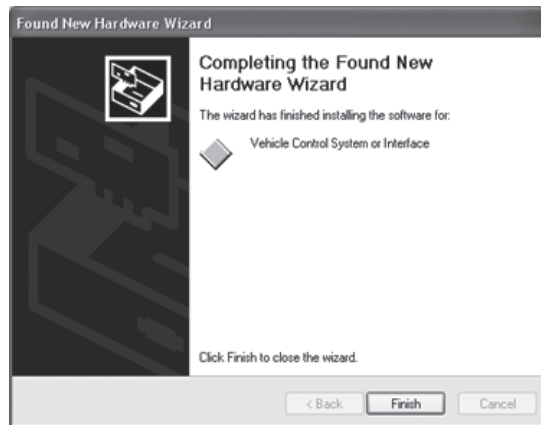 Found New Hardware Wizard
Completing the Found New
Hardware Wizard
The wizard has finished installing the software for:
Vehicle Control System or Interface
Click Finish to close the wizard.
< Back
Finish
Cancel